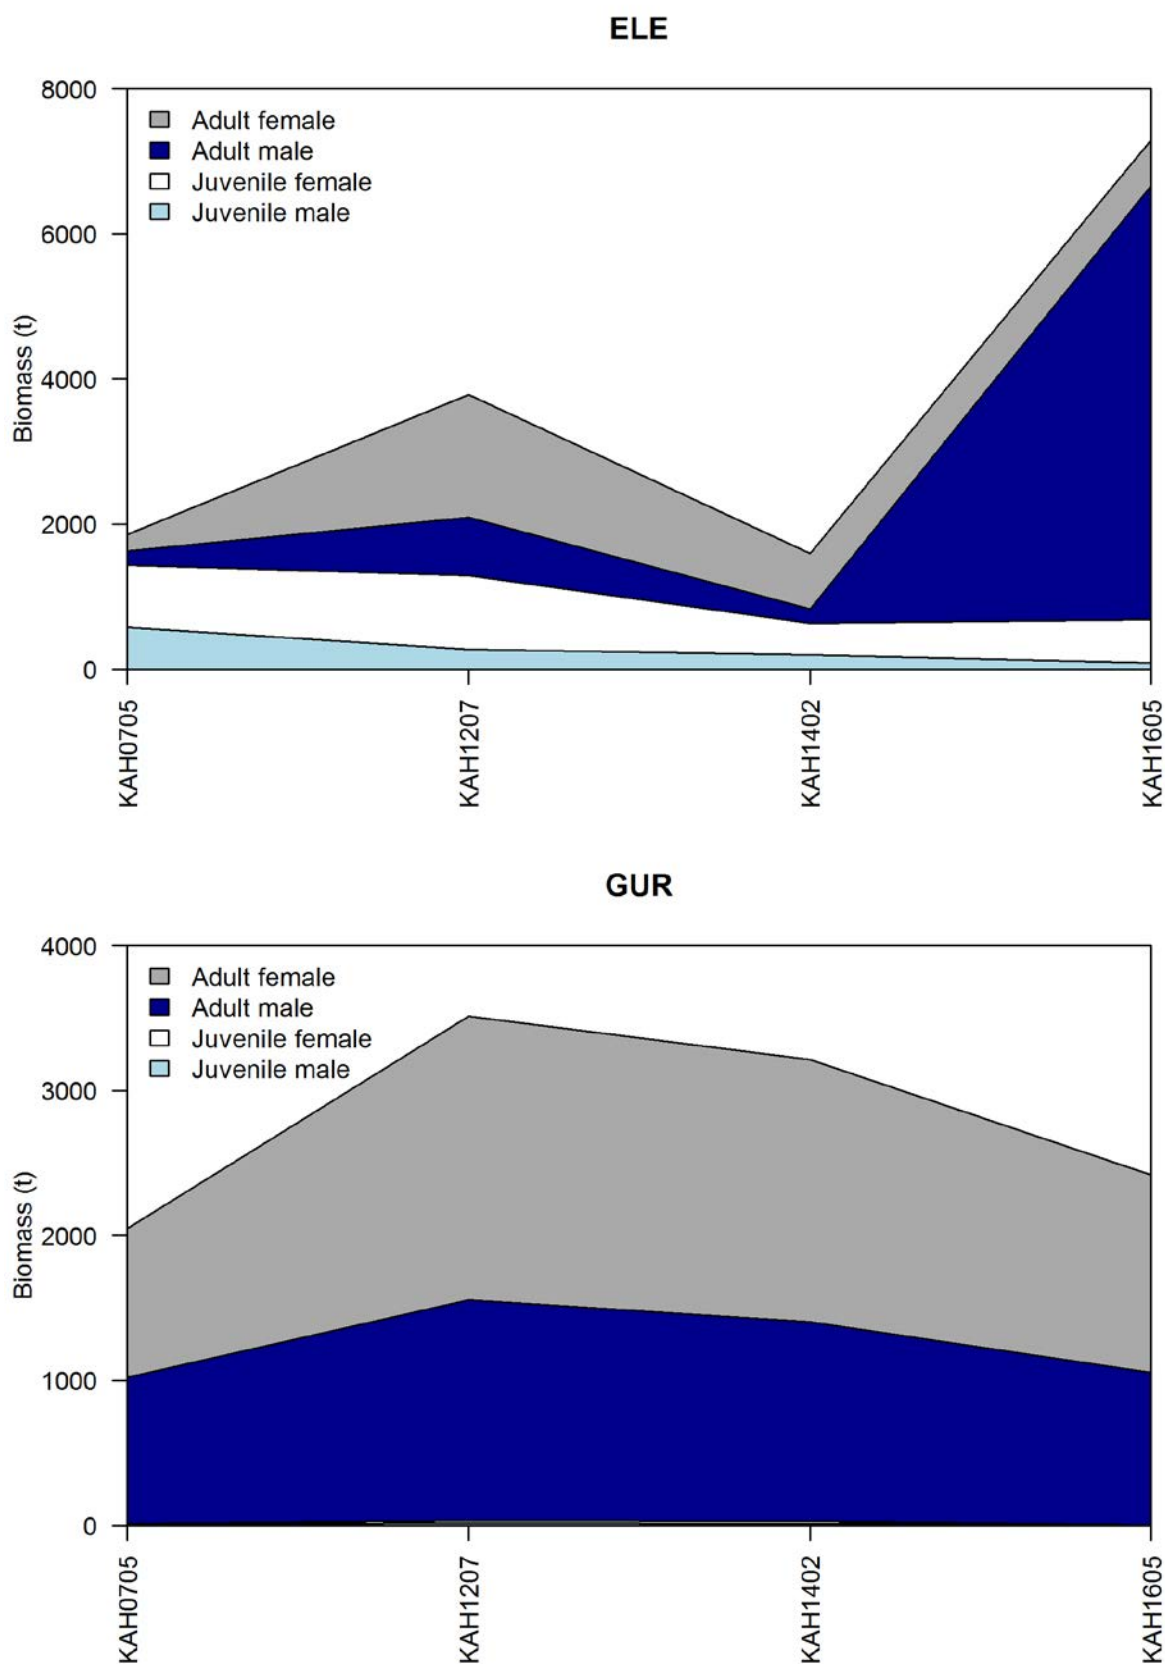 ELE
8000
6000
4000
2000
0
Biomass (t)
Adult female
Adult male
Juvenile female
Juvenile male
KAH0705
KAH1207
KAH1402
KAH1605
GUR
4000
3000
2000
1000
0
Biomass (t)
Adult female
Adult male
Juvenile female
Juvenile male
KAH0705
KAH1207
KAH1402
KAH1605